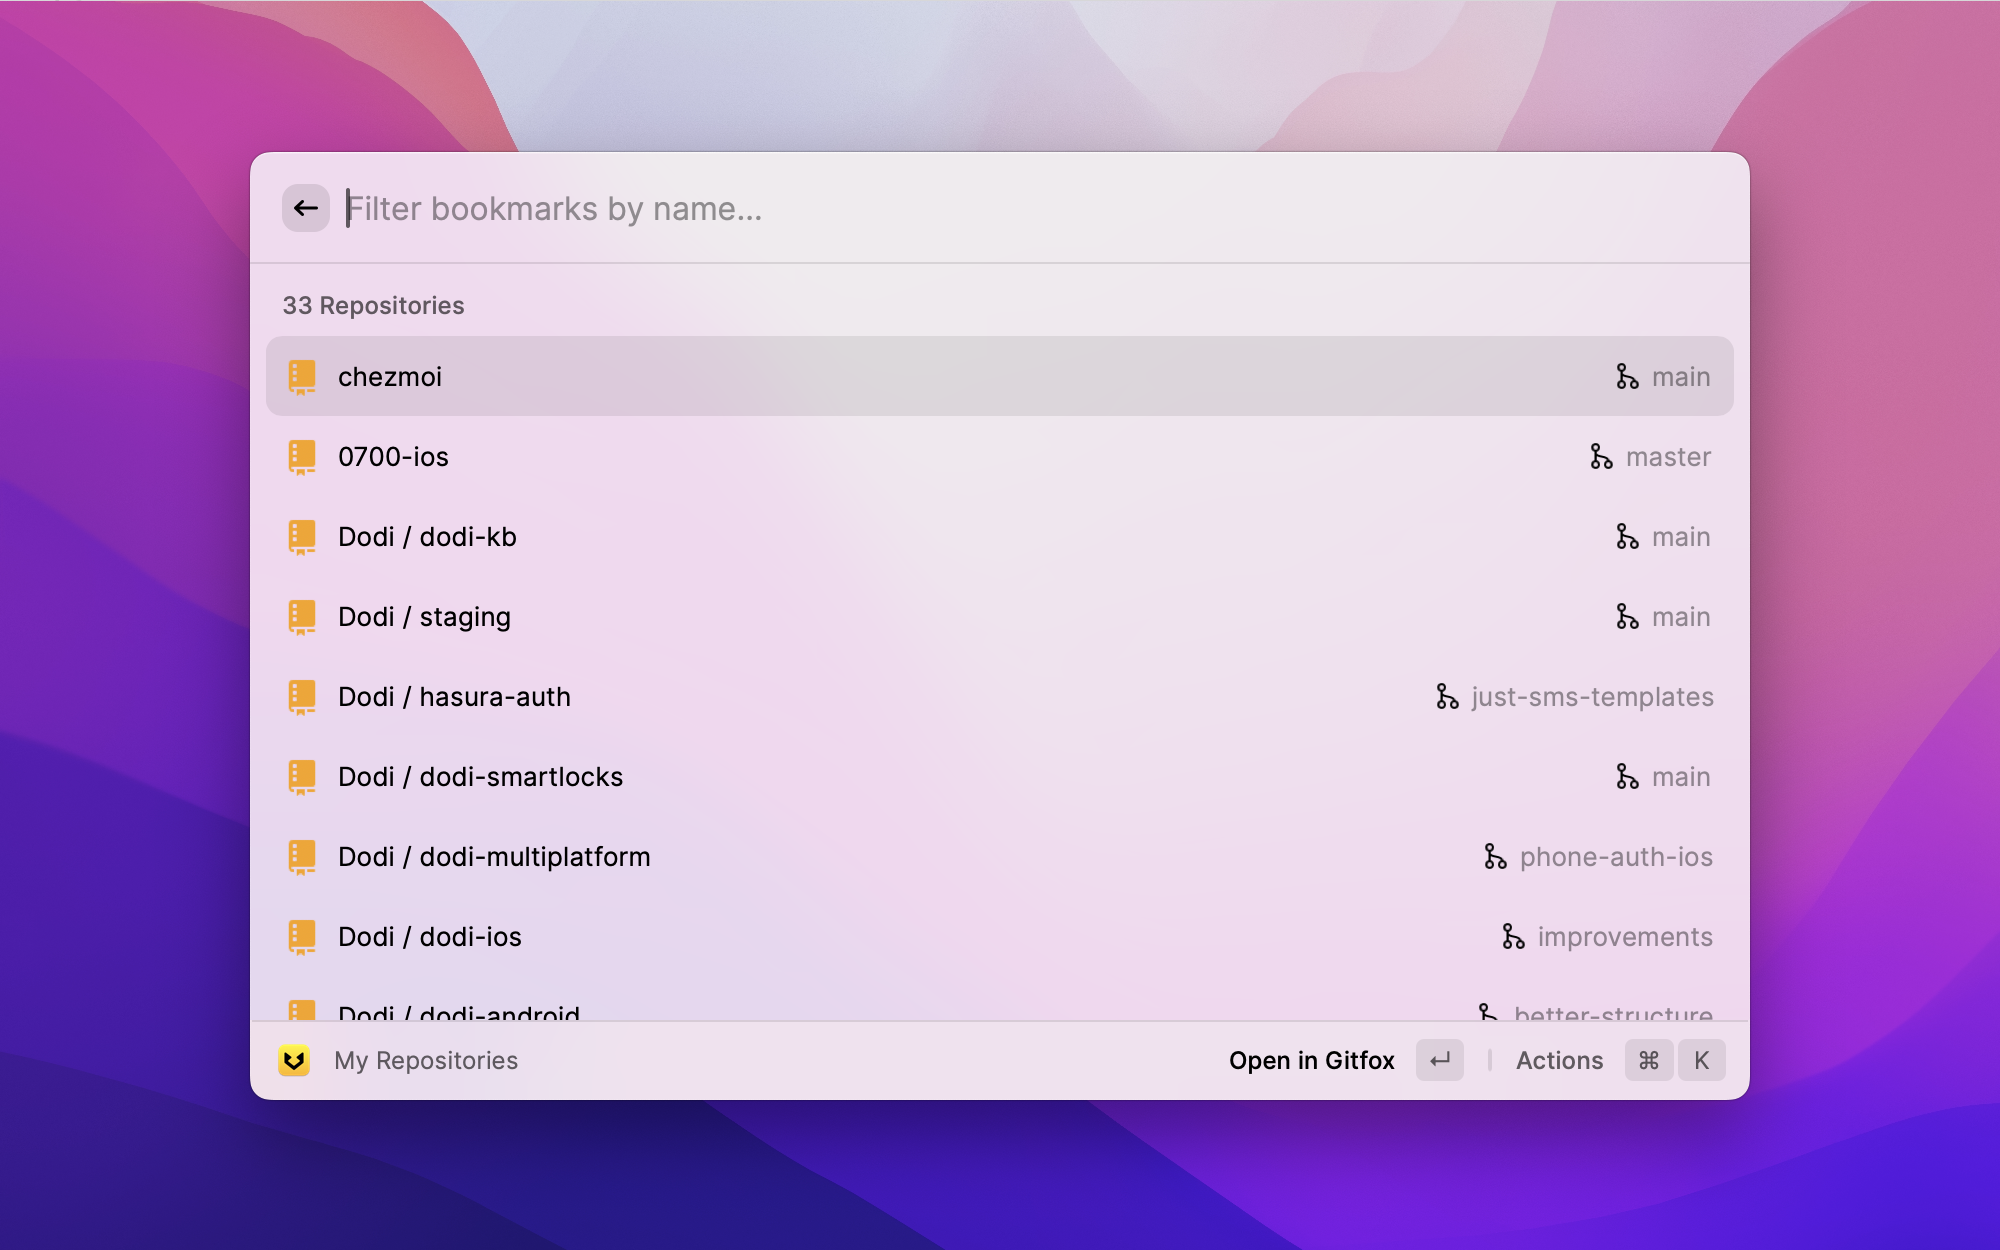 Filter bookmarks by name...
33 Repositories
chezmoi main
0700-ios master
Dodi / dodi-kb main
Dodi / staging main
Dodi / hasura-auth just-sms-templates
Dodi / dodi-smartlocks main
Dodi / dodi-multiplatform phone-auth-ios
Dodi / dodi-ios improvements
Dodi / dodi-android better-structure
My Repositories Open in Gitfox ↵ Actions ⌘ K